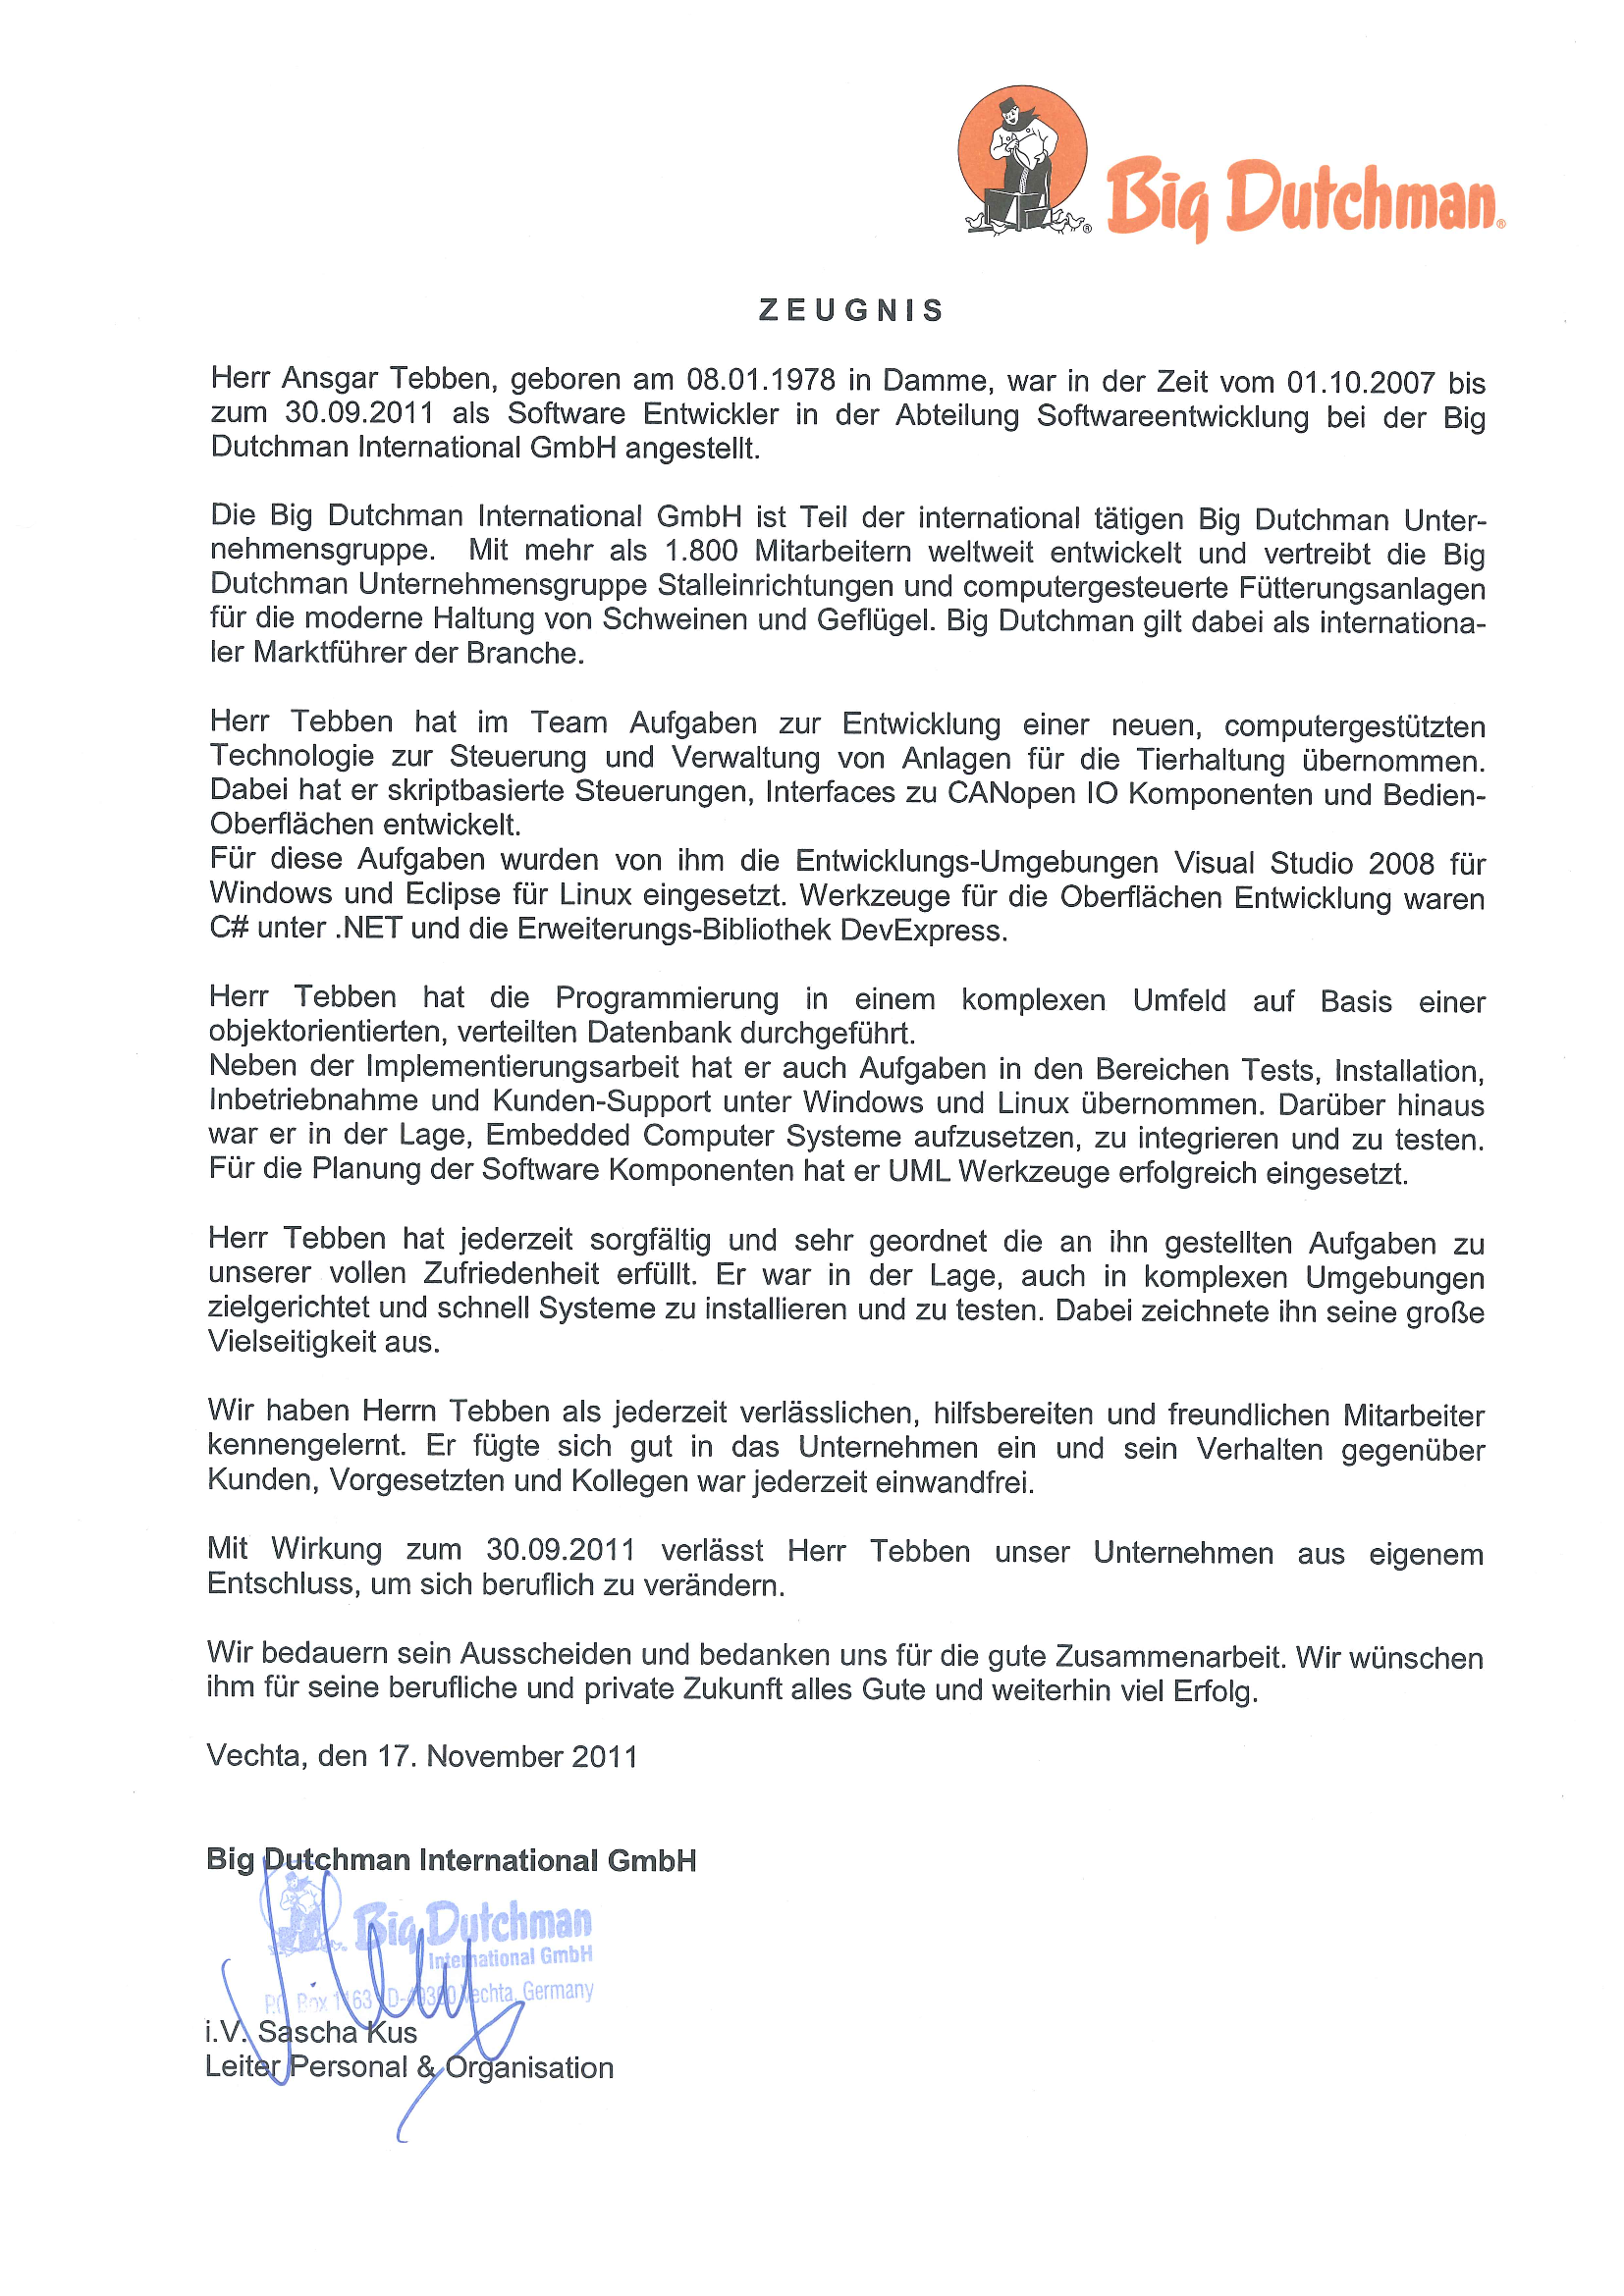 Big Dutchman®
ZEUGNIS
Herr Ansgar Tebben, geboren am 08.01.1978 in Damme, war in der Zeit vom 01.10.2007 bis
zum 30.09.2011 als Software Entwickler in der Abteilung Softwareentwicklung bei der Big
Dutchman International GmbH angestellt.
Die Big Dutchman International GmbH ist Teil der international tätigen Big Dutchman Unter-
nehmensgruppe. Mit mehr als 1.800 Mitarbeitern weltweit entwickelt und vertreibt die Big
Dutchman Unternehmensgruppe Stalleinrichtungen und computergesteuerte Fütterungsanlagen
für die moderne Haltung von Schweinen und Geflügel. Big Dutchman gilt dabei als internationa-
ler Marktführer der Branche.
Herr Tebben hat im Team Aufgaben zur Entwicklung einer neuen, computergestützten
Technologie zur Steuerung und Verwaltung von Anlagen für die Tierhaltung übernommen.
Dabei hat er skriptbasierte Steuerungen, Interfaces zu CANopen IO Komponenten und Bedien-
Oberflächen entwickelt.
Für diese Aufgaben wurden von ihm die Entwicklungs-Umgebungen Visual Studio 2008 für
Windows und Eclipse für Linux eingesetzt. Werkzeuge für die Oberflächen Entwicklung waren
C# unter .NET und die Erweiterungs-Bibliothek DevExpress.
Herr Tebben hat die Programmierung in einem komplexen Umfeld auf Basis einer
objektorientierten, verteilten Datenbank durchgeführt.
Neben der Implementierungsarbeit hat er auch Aufgaben in den Bereichen Tests, Installation,
Inbetriebnahme und Kunden-Support unter Windows und Linux übernommen. Darüber hinaus
war er in der Lage, Embedded Computer Systeme aufzusetzen, zu integrieren und zu testen.
Für die Planung der Software Komponenten hat er UML Werkzeuge erfolgreich eingesetzt.
Herr Tebben hat jederzeit sorgfältig und sehr geordnet die an ihn gestellten Aufgaben zu
unserer vollen Zufriedenheit erfüllt. Er war in der Lage, auch in komplexen Umgebungen
zielgerichtet und schnell Systeme zu installieren und zu testen. Dabei zeichnete ihn seine große
Vielseitigkeit aus.
Wir haben Herrn Tebben als jederzeit verlässlichen, hilfsbereiten und freundlichen Mitarbeiter
kennengelernt. Er fügte sich gut in das Unternehmen ein und sein Verhalten gegenüber
Kunden, Vorgesetzten und Kollegen war jederzeit einwandfrei.
Mit Wirkung zum 30.09.2011 verlässt Herr Tebben unser Unternehmen aus eigenem
Entschluss, um sich beruflich zu verändern.
Wir bedauern sein Ausscheiden und bedanken uns für die gute Zusammenarbeit. Wir wünschen
ihm für seine berufliche und private Zukunft alles Gute und weiterhin viel Erfolg.
Vechta, den 17. November 2011
Big Dutchman International GmbH
Big Dutchman
International GmbH
P.O. Box 1163 D-49360 Vechta, Germany
i.V. Sascha Kus
Leiter Personal & Organisation